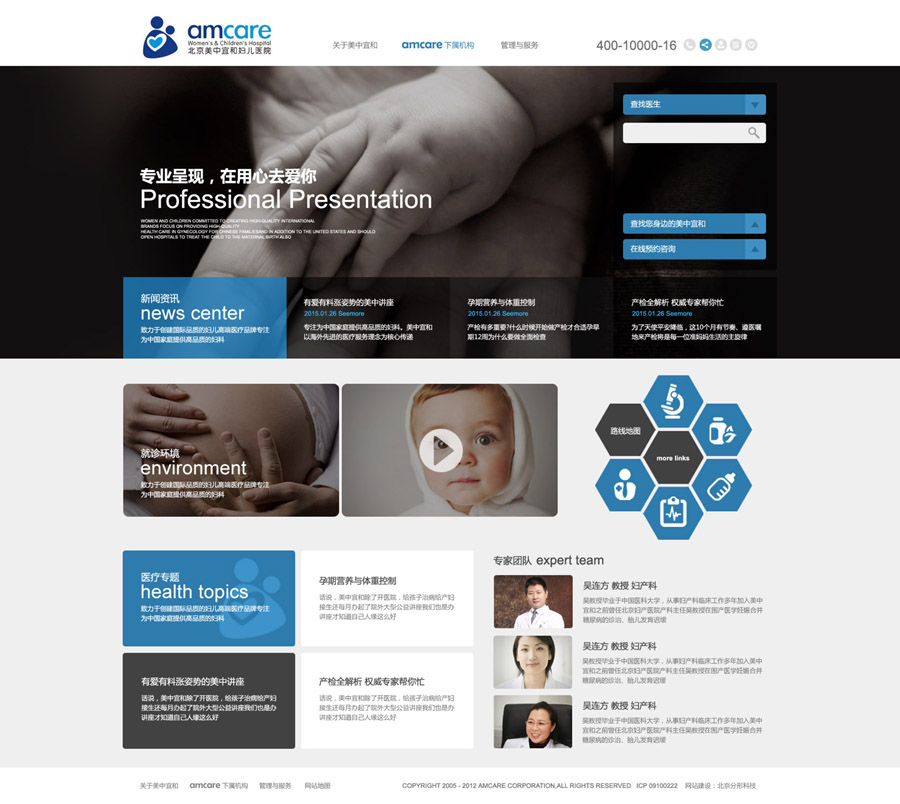 amcare
Women's & Children's Hospital
北京美中宜和妇儿医院
关于美中宜和
amcare 下属机构
管理与服务
400-10000-16
查找医生
专业呈现，在用心去爱你
Professional Presentation
WOMEN AND CHILDREN COMMITTED TO CREATING HIGH-QUALITY INTERNATIONAL
BRANDS FOCUS ON PROVIDING HIGH-QUALITY
HEALTH CARE IN GYNECOLOGY FOR CHINESE FAMILIESAND IN ADDITION TO THE UNITED STATES AND SHOULD
OPEN HOSPITALS TO TREAT THE CHILD TO THE MATERNAL BIRTH ALSO
查找您身边的美中宜和
在线预约咨询
新闻资讯
news center
致力于创建国际品质的妇儿高端医疗品牌专注
为中国家庭提供高品质的妇科
有爱有料涨姿势的美中讲座
2015.01.26 Seemore
专注为中国家庭提供高品质的妇科。美中宜和
以海外先进的医疗服务理念为核心传递
孕期营养与体重控制
2015.01.26 Seemore
产检有多重要?什么时候开始做产检才合适孕早
期12周为什么要做全面检查
产检全解析 权威专家帮你忙
2015.01.26 Seemore
为了天使平安降临，这10个月有节奏、遵医嘱
地来产检将是每一位准妈妈生活的主旋律
就诊环境
environment
致力于创建国际品质的妇儿高端医疗品牌专注
为中国家庭提供高品质的妇科
路线地图
more links
医疗专题
health topics
致力于创建国际品质的妇儿高端医疗品牌专注
为中国家庭提供高品质的妇科
孕期营养与体重控制
话说，美中宜和除了开医院，给孩子治病给产妇
接生还每月办起了院外大型公益讲座我们也是办
讲座才知道自己人缘这么好
有爱有料涨姿势的美中讲座
话说，美中宜和除了开医院，给孩子治病给产妇
接生还每月办起了院外大型公益讲座我们也是办
讲座才知道自己人缘这么好
产检全解析 权威专家帮你忙
话说，美中宜和除了开医院，给孩子治病给产妇
接生还每月办起了院外大型公益讲座我们也是办
讲座才知道自己人缘这么好
专家团队 expert team
吴连方 教授 妇产科
吴教授毕业于中国医科大学，从事妇产科临床工作多年加入美中
宜和之前曾任北京妇产医院产科主任吴教授在围产医学妊娠合并
糖尿病的诊治、胎儿发育迟缓
吴连方 教授 妇产科
吴教授毕业于中国医科大学，从事妇产科临床工作多年加入美中
宜和之前曾任北京妇产医院产科主任吴教授在围产医学妊娠合并
糖尿病的诊治、胎儿发育迟缓
吴连方 教授 妇产科
吴教授毕业于中国医科大学，从事妇产科临床工作多年加入美中
宜和之前曾任北京妇产医院产科主任吴教授在围产医学妊娠合并
糖尿病的诊治、胎儿发育迟缓
关于美中宜和 amcare 下属机构 管理与服务 网站地图
COPYRIGHT 2005 - 2012 AMCARE CORPORATION,ALL RIGHTS RESERVED ICP 09100222 网站建设：北京分形科技